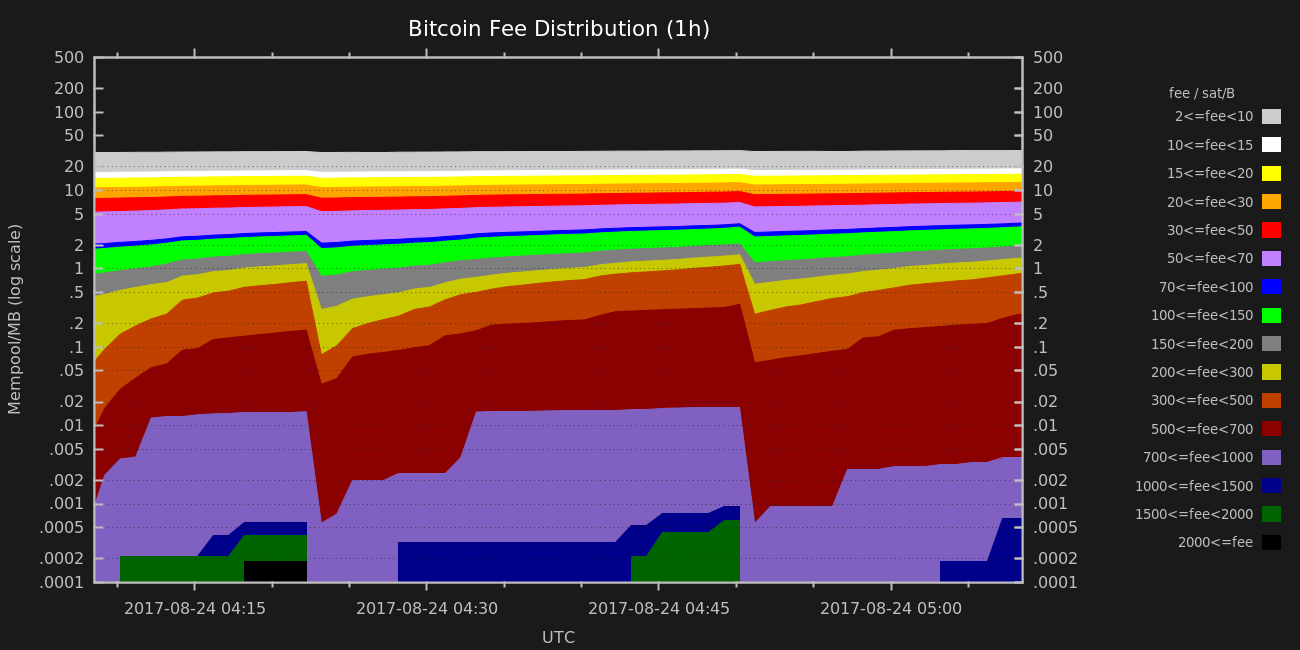 Bitcoin Fee Distribution (1h)
500
200
100
50
20
10
5
2
1
.5
.2
.1
.05
.02
.01
.005
.002
.001
.0005
.0002
.0001
Mempool/MB (log scale)
500
200
100
50
20
10
5
2
1
.5
.2
.1
.05
.02
.01
.005
.002
.001
.0005
.0002
.0001
2017-08-24 04:15
2017-08-24 04:30
2017-08-24 04:45
2017-08-24 05:00
UTC
fee / sat/B
2<=fee<10
10<=fee<15
15<=fee<20
20<=fee<30
30<=fee<50
50<=fee<70
70<=fee<100
100<=fee<150
150<=fee<200
200<=fee<300
300<=fee<500
500<=fee<700
700<=fee<1000
1000<=fee<1500
1500<=fee<2000
2000<=fee